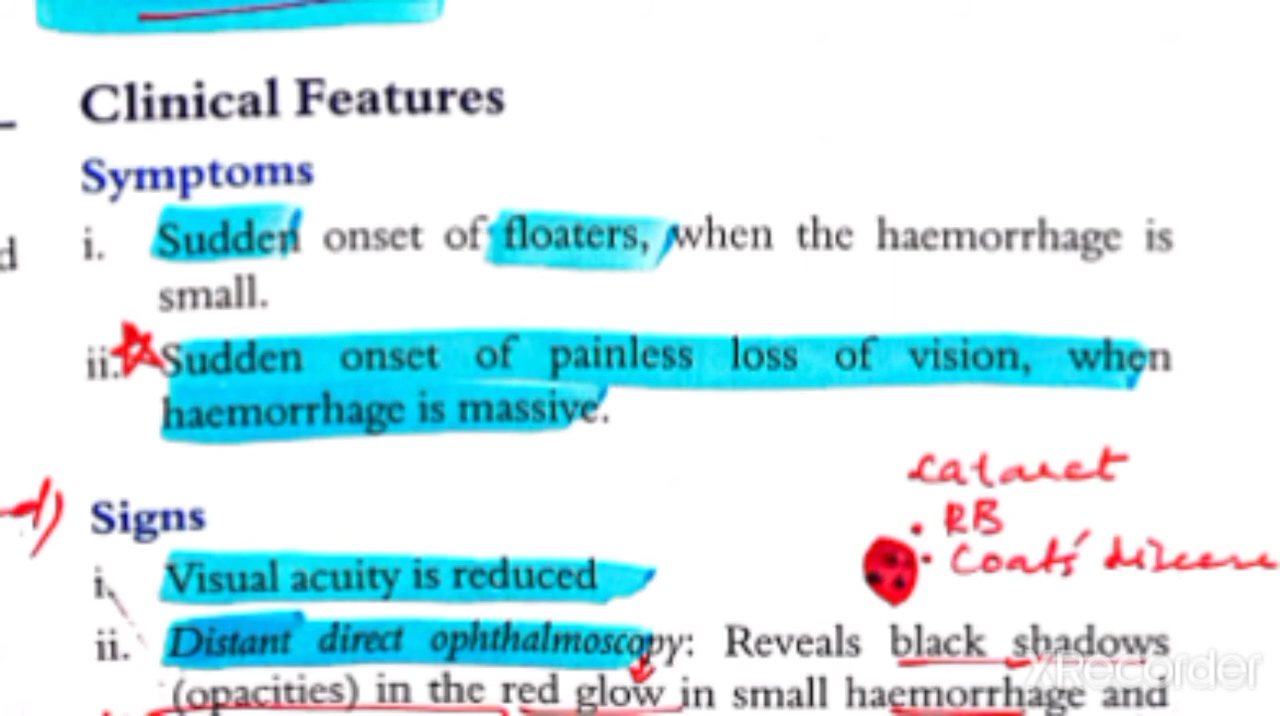 Clinical Features
Symptoms
d i. Sudden onset of floaters, when the haemorrhage is
small.
ii. Sudden onset of painless loss of vision, when
haemorrhage is massive.
cataract
Signs
• RB
• Coats' disease
i. Visual acuity is reduced
ii. Distant direct ophthalmoscopy: Reveals black shadows
(opacities) in the red glow in small haemorrhage and
XRecorder